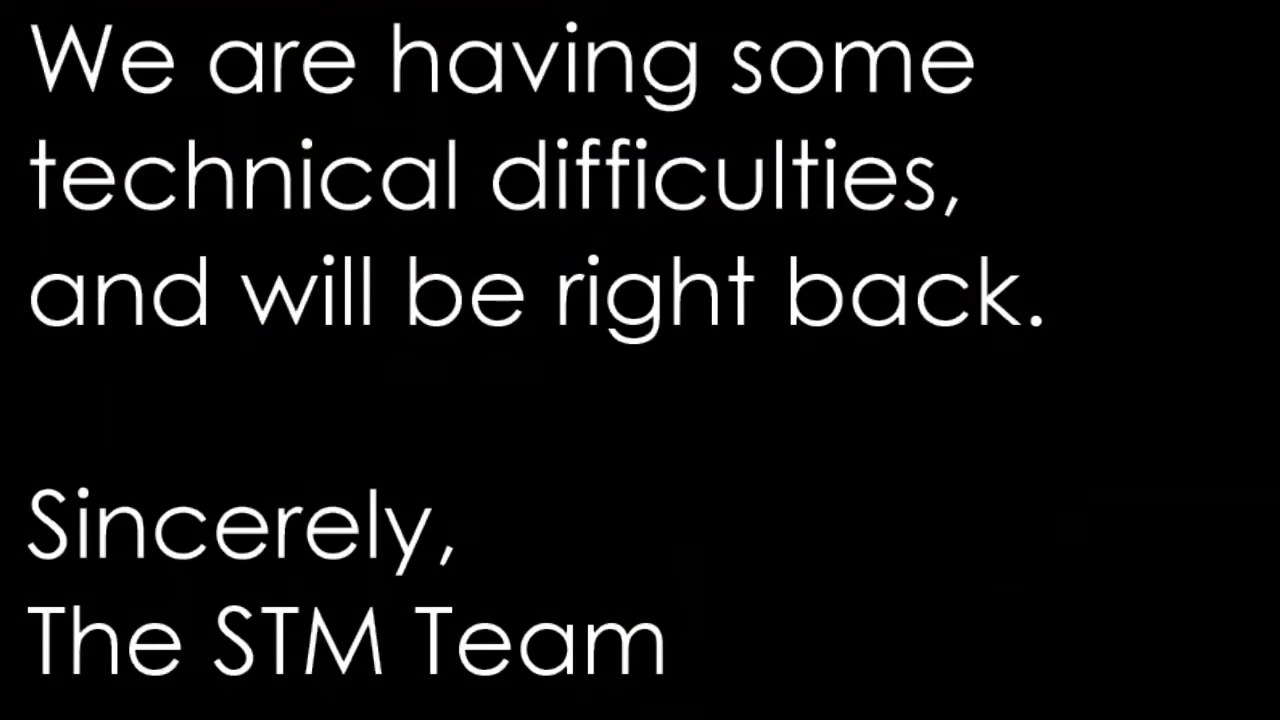 We are having some
technical difficulties,
and will be right back.
Sincerely,
The STM Team